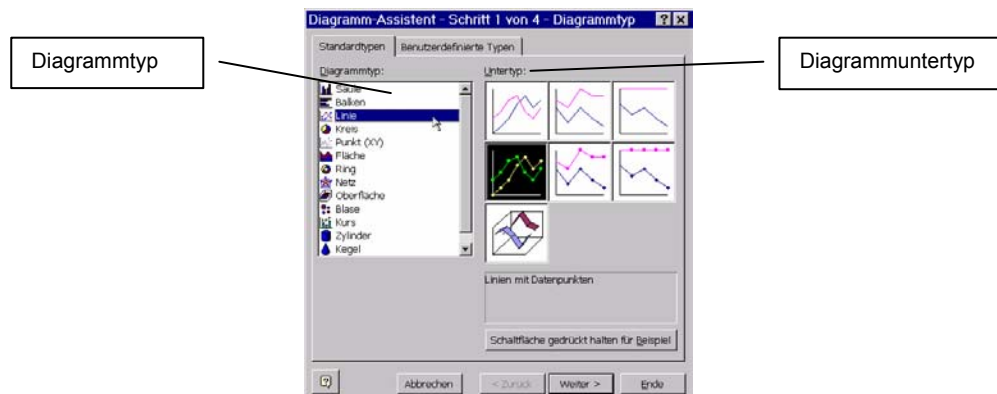 Diagramm-Assistent - Schritt 1 von 4 - Diagrammtyp
Diagrammtyp
Diagrammuntertyp
Standardtypen
Benutzerdefinierte Typen
Diagrammtyp:
Untertyp:
Säule
Balken
Linie
Kreis
Punkt (XY)
Fläche
Ring
Netz
Oberfläche
Blase
Kurs
Zylinder
Kegel
Linien mit Datenpunkten
Schaltfläche gedrückt halten für Beispiel
Abbrechen
< Zurück
Weiter >
Ende